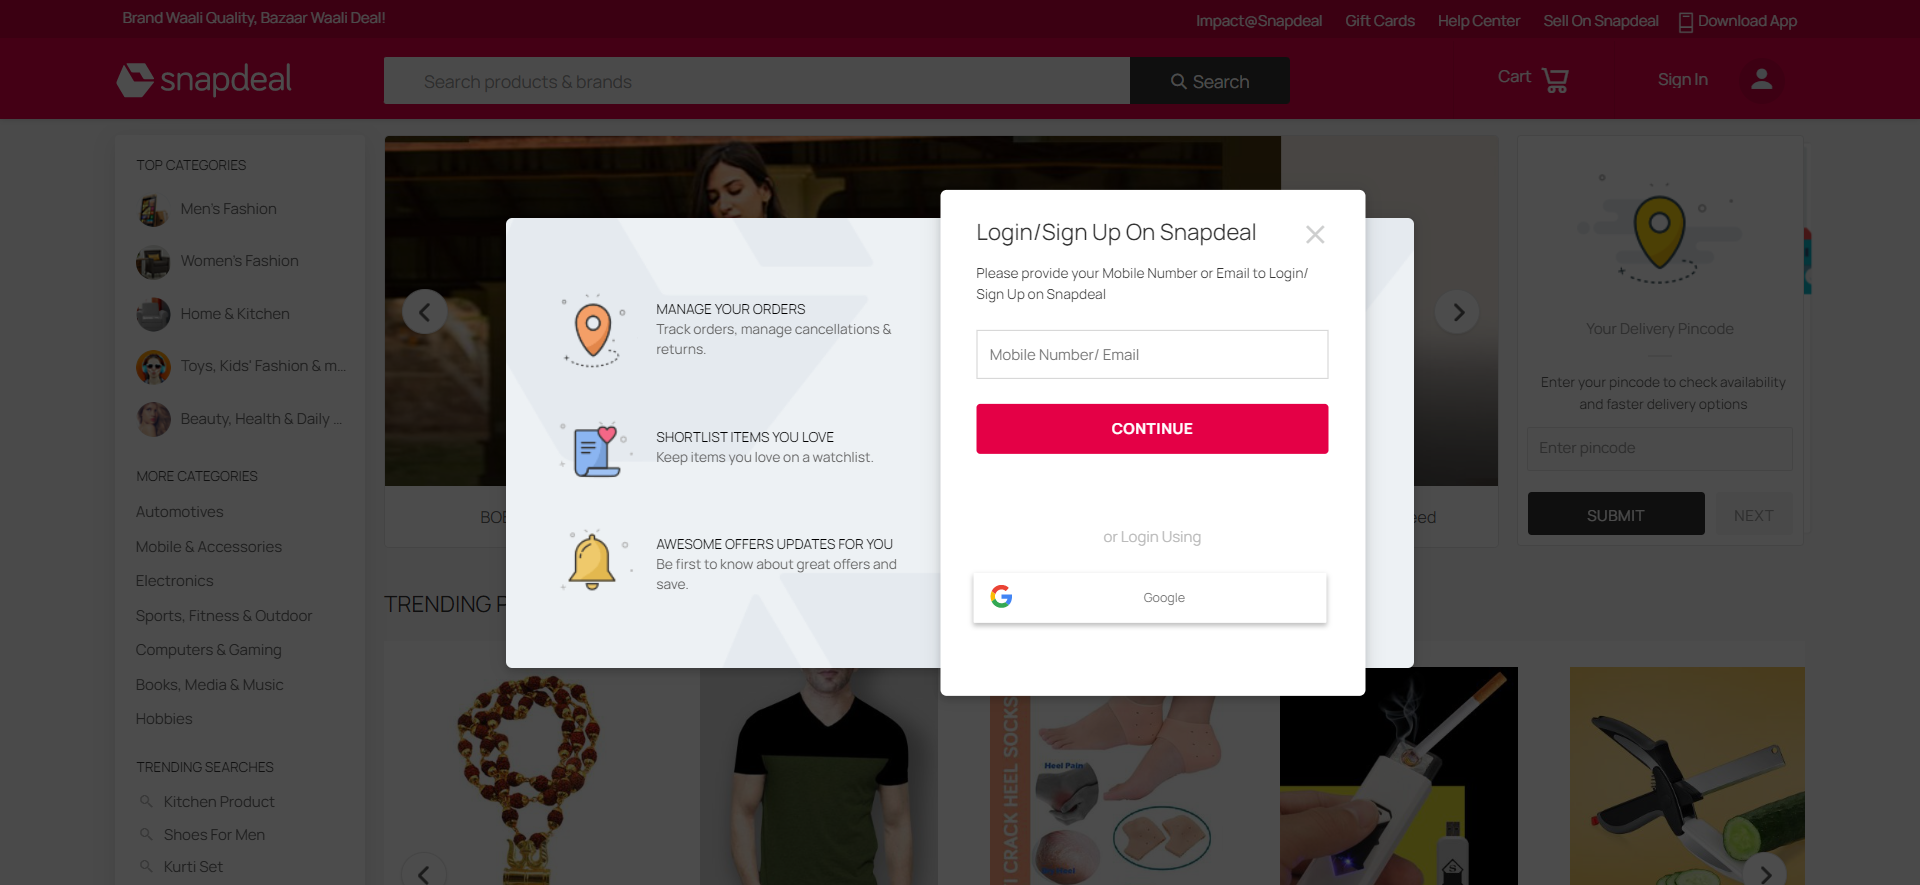 Brand Waali Quality, Bazaar Waali Deal!
Impact@Snapdeal
Gift Cards
Help Center
Sell On Snapdeal
Download App
snapdeal
Search products & brands
Search
Cart
Sign In
TOP CATEGORIES
Men's Fashion
Women's Fashion
Home & Kitchen
Toys, Kids' Fashion & m...
Beauty, Health & Daily ...
MORE CATEGORIES
Automotives
Mobile & Accessories
Electronics
Sports, Fitness & Outdoor
Computers & Gaming
Books, Media & Music
Hobbies
TRENDING SEARCHES
Kitchen Product
Shoes For Men
Kurti Set
MANAGE YOUR ORDERS
Track orders, manage cancellations &
returns.
SHORTLIST ITEMS YOU LOVE
Keep items you love on a watchlist.
AWESOME OFFERS UPDATES FOR YOU
Be first to know about great offers and
save.
Login/Sign Up On Snapdeal
Please provide your Mobile Number or Email to Login/
Sign Up on Snapdeal
Mobile Number/ Email
CONTINUE
or Login Using
Google
Your Delivery Pincode
Enter your pincode to check availability
and faster delivery options
Enter pincode
SUBMIT
NEXT
TRENDING
CRACK HEEL SOCKS
Heel Pain
S